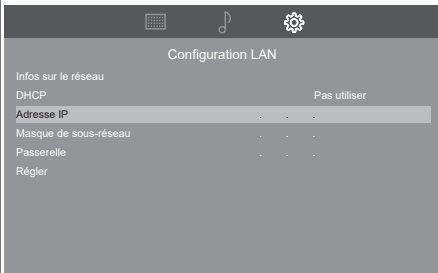 Configuration LAN
Infos sur le réseau
DHCP Pas utiliser
Adresse IP . . .
Masque de sous-réseau . . .
Passerelle . . .
Régler